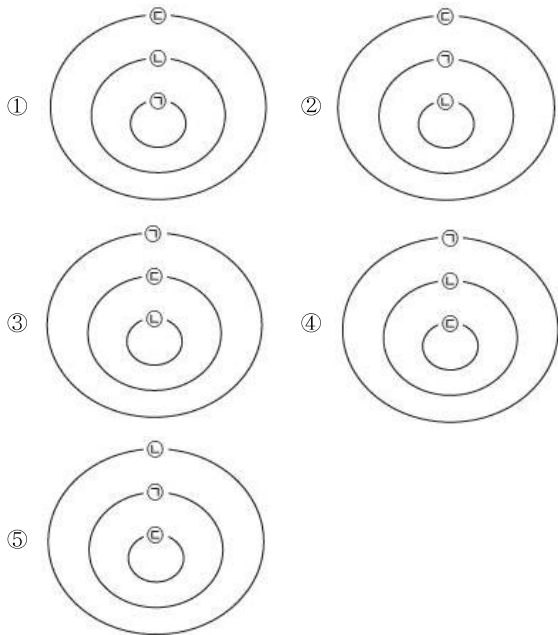 ① ㉢ ㉡ ㉠
② ㉢ ㉠ ㉡
③ ㉠ ㉢ ㉡
④ ㉠ ㉡ ㉢
⑤ ㉡ ㉠ ㉢